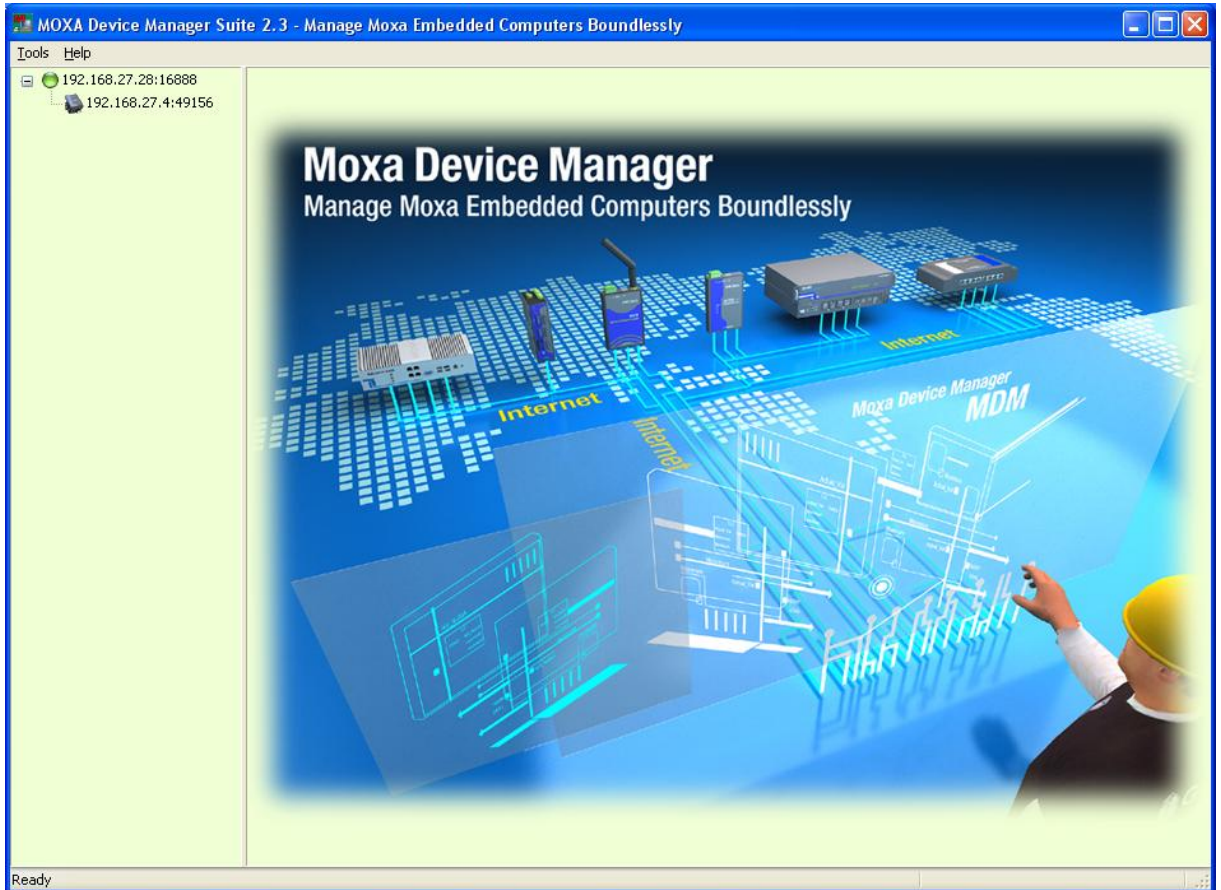 MOXA Device Manager Suite 2.3 - Manage Moxa Embedded Computers Boundlessly
Tools Help
192.168.27.28:16888
192.168.27.4:49156
Moxa Device Manager
Manage Moxa Embedded Computers Boundlessly
Internet
Internet
Internet
Moxa Device Manager
MDM
Ready